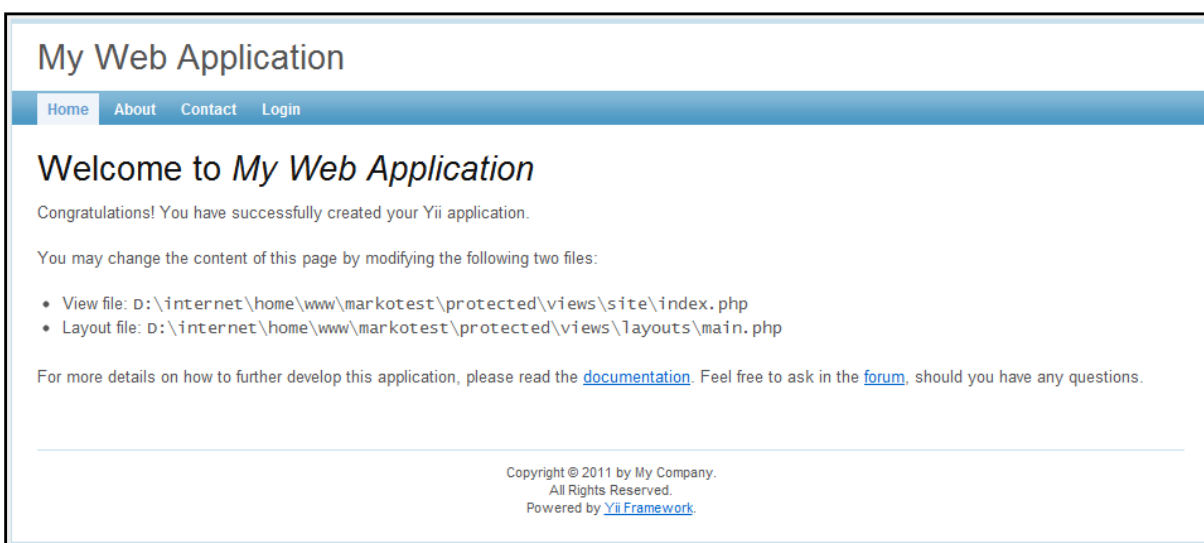 My Web Application
Home About Contact Login
Welcome to My Web Application
Congratulations! You have successfully created your Yii application.
You may change the content of this page by modifying the following two files:
• View file: D:\internet\home\www\markotest\protected\views\site\index.php
• Layout file: D:\internet\home\www\markotest\protected\views\layouts\main.php
For more details on how to further develop this application, please read the documentation. Feel free to ask in the forum, should you have any questions.
Copyright © 2011 by My Company.
All Rights Reserved.
Powered by Yii Framework.